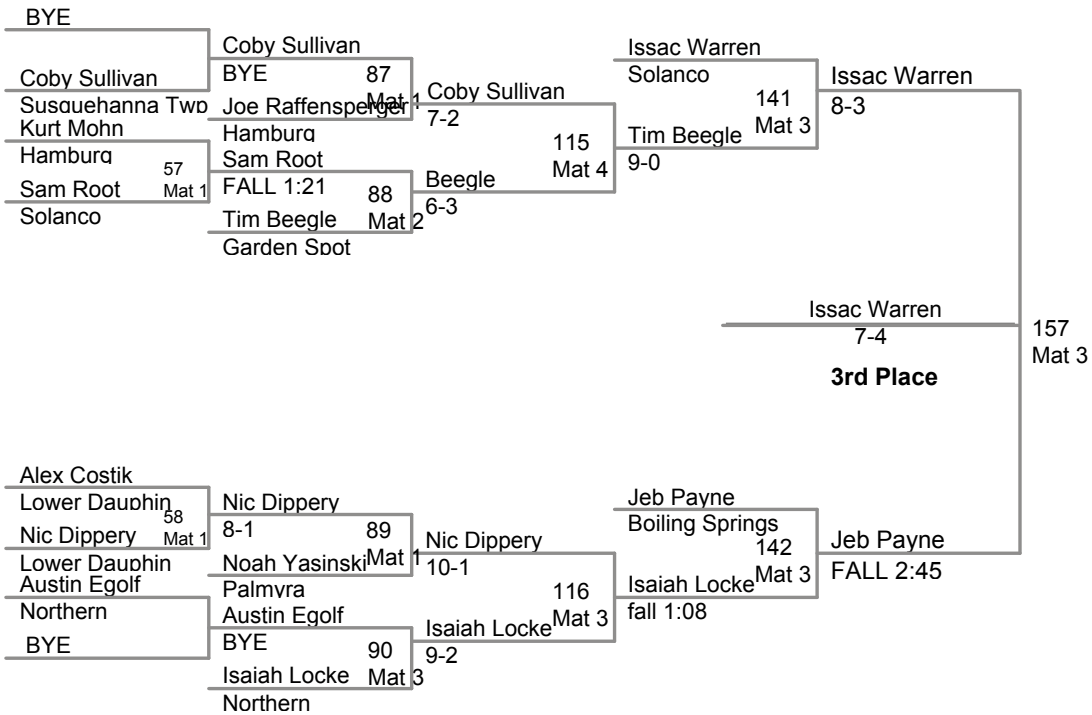 BYE
Coby Sullivan
Susquehanna Twp
Kurt Mohn
Hamburg
57
Mat 1
Sam Root
Solanco
Coby Sullivan
BYE
87
Mat 1
Joe Raffensperger
Hamburg
Sam Root
FALL 1:21
88
Mat 2
Tim Beegle
Garden Spot
Coby Sullivan
7-2
115
Mat 4
Beegle
6-3
Issac Warren
Solanco
141
Mat 3
Tim Beegle
9-0
Issac Warren
8-3
Issac Warren
7-4
3rd Place
157
Mat 3
Alex Costik
Lower Dauphin
58
Mat 1
Nic Dippery
Lower Dauphin
Austin Egolf
Northern
BYE
Nic Dippery
8-1
89
Mat 1
Noah Yasinski
Palmyra
Austin Egolf
BYE
90
Mat 3
Isaiah Locke
Northern
Nic Dippery
10-1
116
Mat 3
Isaiah Locke
9-2
Jeb Payne
Boiling Springs
142
Mat 3
Isaiah Locke
fall 1:08
Jeb Payne
FALL 2:45